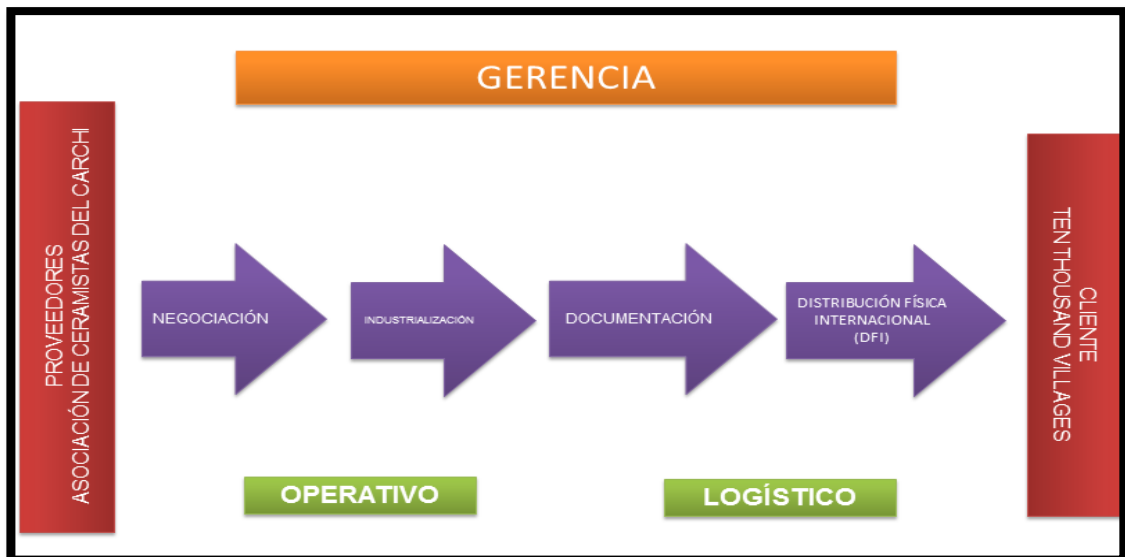 GERENCIA
PROVEEDORES
ASOCIACIÓN DE CERAMISTAS DEL CARCHI
NEGOCIACIÓN
INDUSTRIALIZACIÓN
DOCUMENTACIÓN
DISTRIBUCIÓN FÍSICA
INTERNACIONAL
(DFI)
CLIENTE
TEN THOUSAND VILLAGES
OPERATIVO
LOGÍSTICO